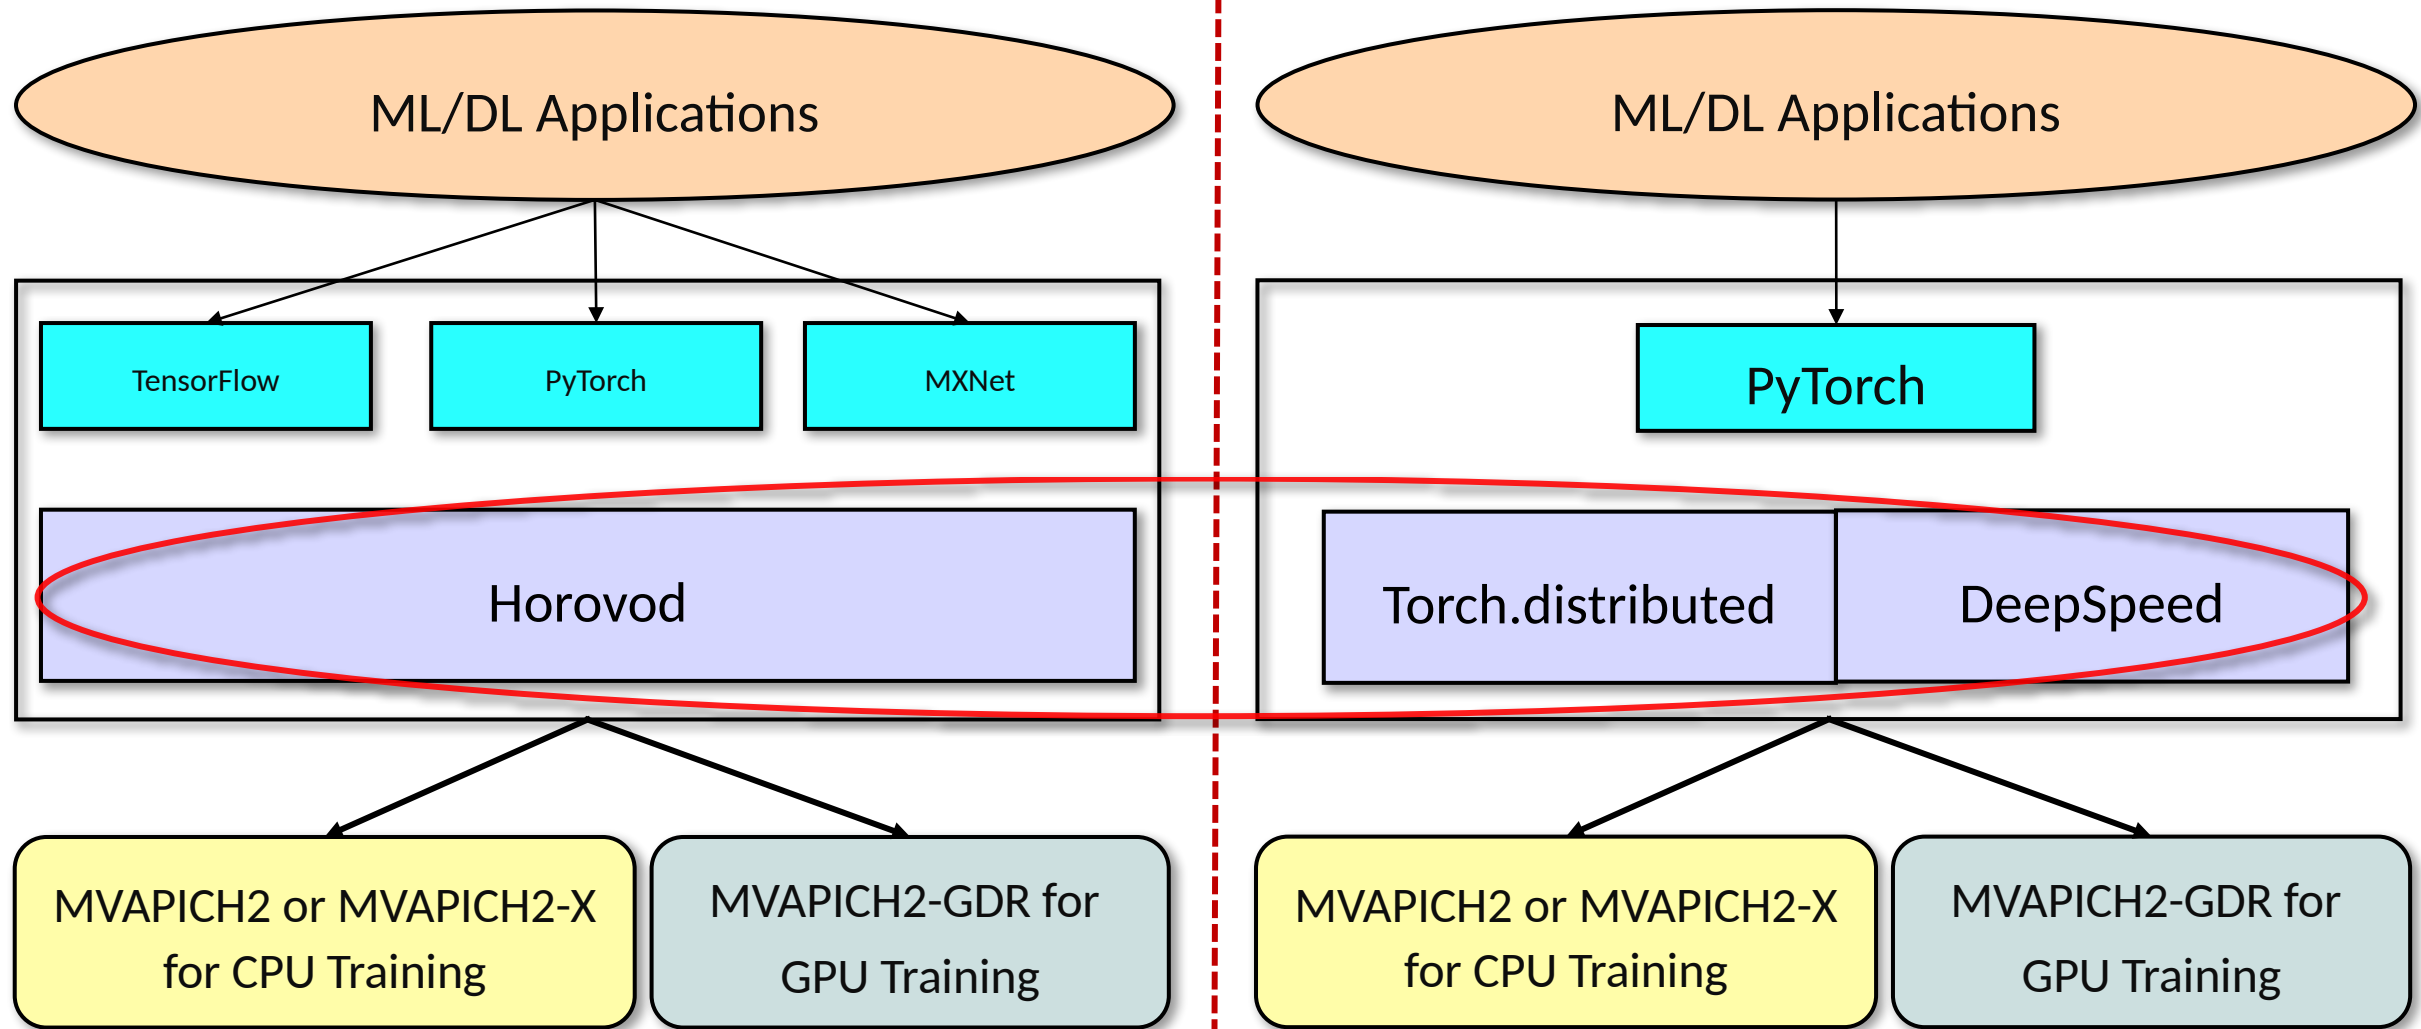 ML/DL Applications
TensorFlow
PyTorch
MXNet
Horovod
MVAPICH2 or MVAPICH2-X
for CPU Training
MVAPICH2-GDR for
GPU Training
ML/DL Applications
PyTorch
Torch.distributed
DeepSpeed
MVAPICH2 or MVAPICH2-X
for CPU Training
MVAPICH2-GDR for
GPU Training